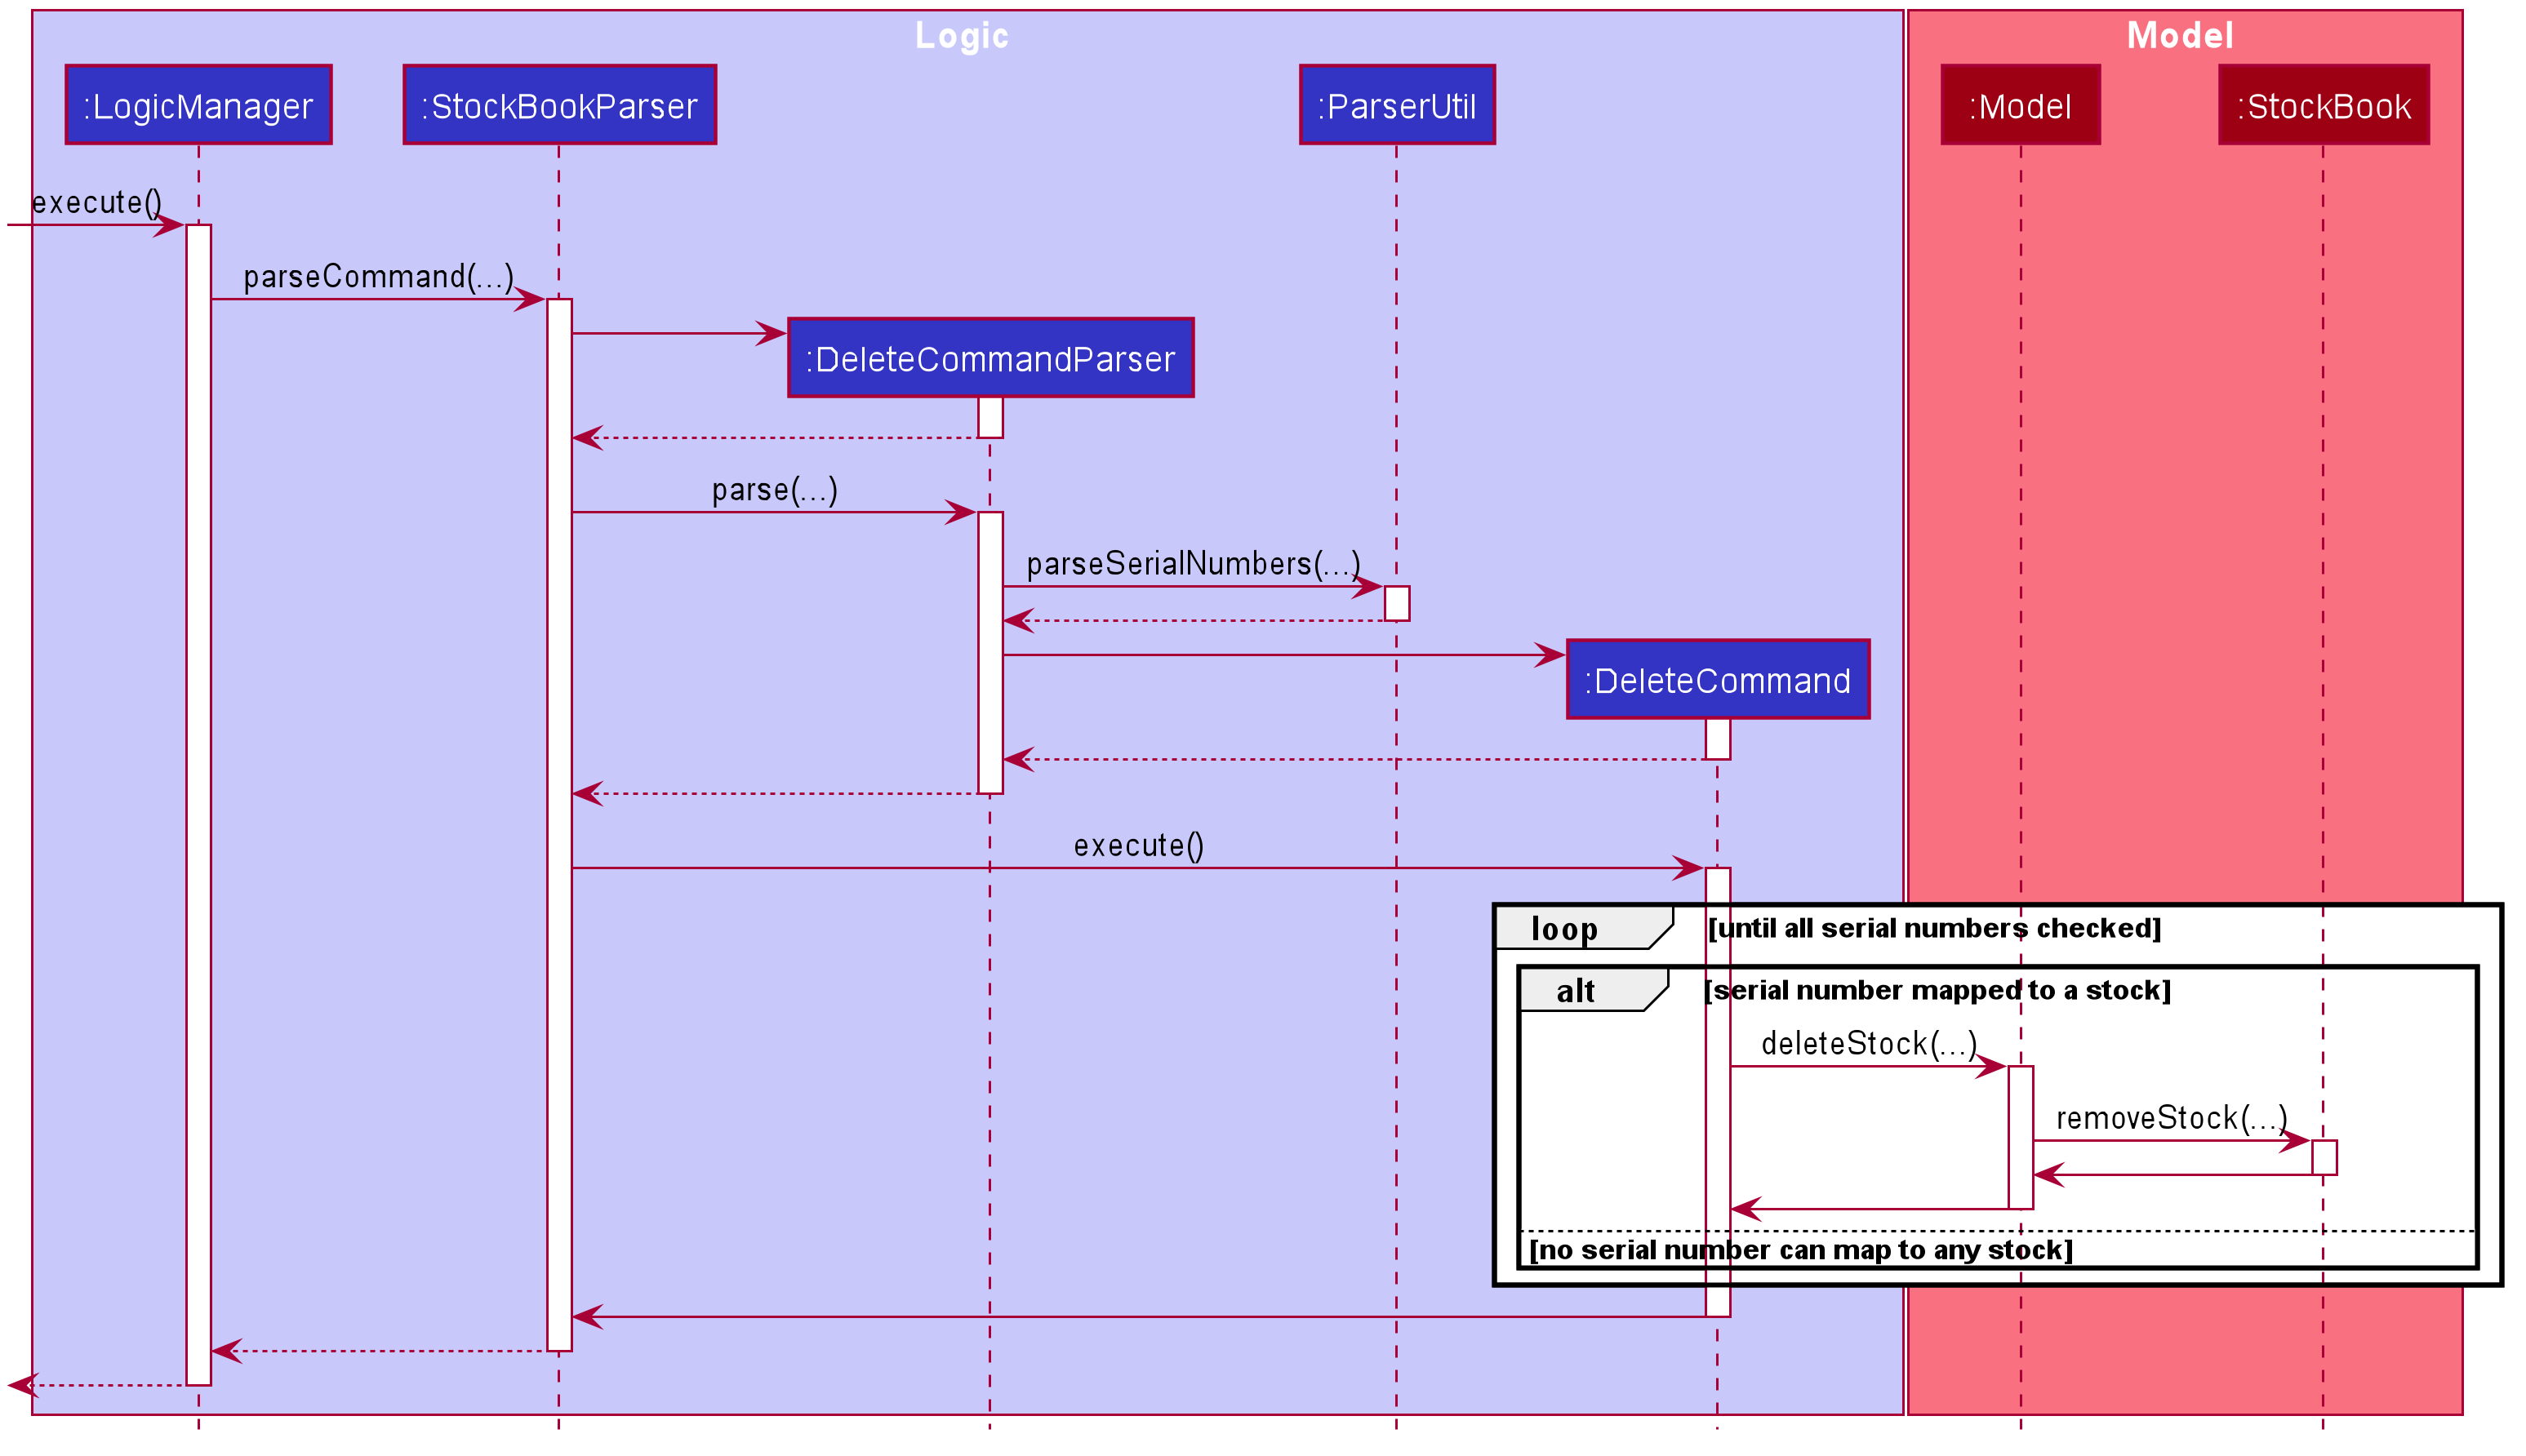 Logic
Model
:LogicManager
:StockBookParser
:ParserUtil
:Model
:StockBook
execute()
parseCommand(...)
:DeleteCommandParser
parse(...)
parseSerialNumbers(...)
:DeleteCommand
execute()
loop
[until all serial numbers checked]
alt
[serial number mapped to a stock]
deleteStock(...)
removeStock(...)
[no serial number can map to any stock]